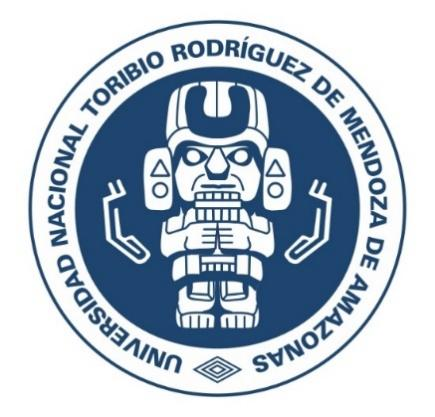 UNIVERSIDAD NACIONAL TORIBIO RODRÍGUEZ DE MENDOZA DE AMAZONAS